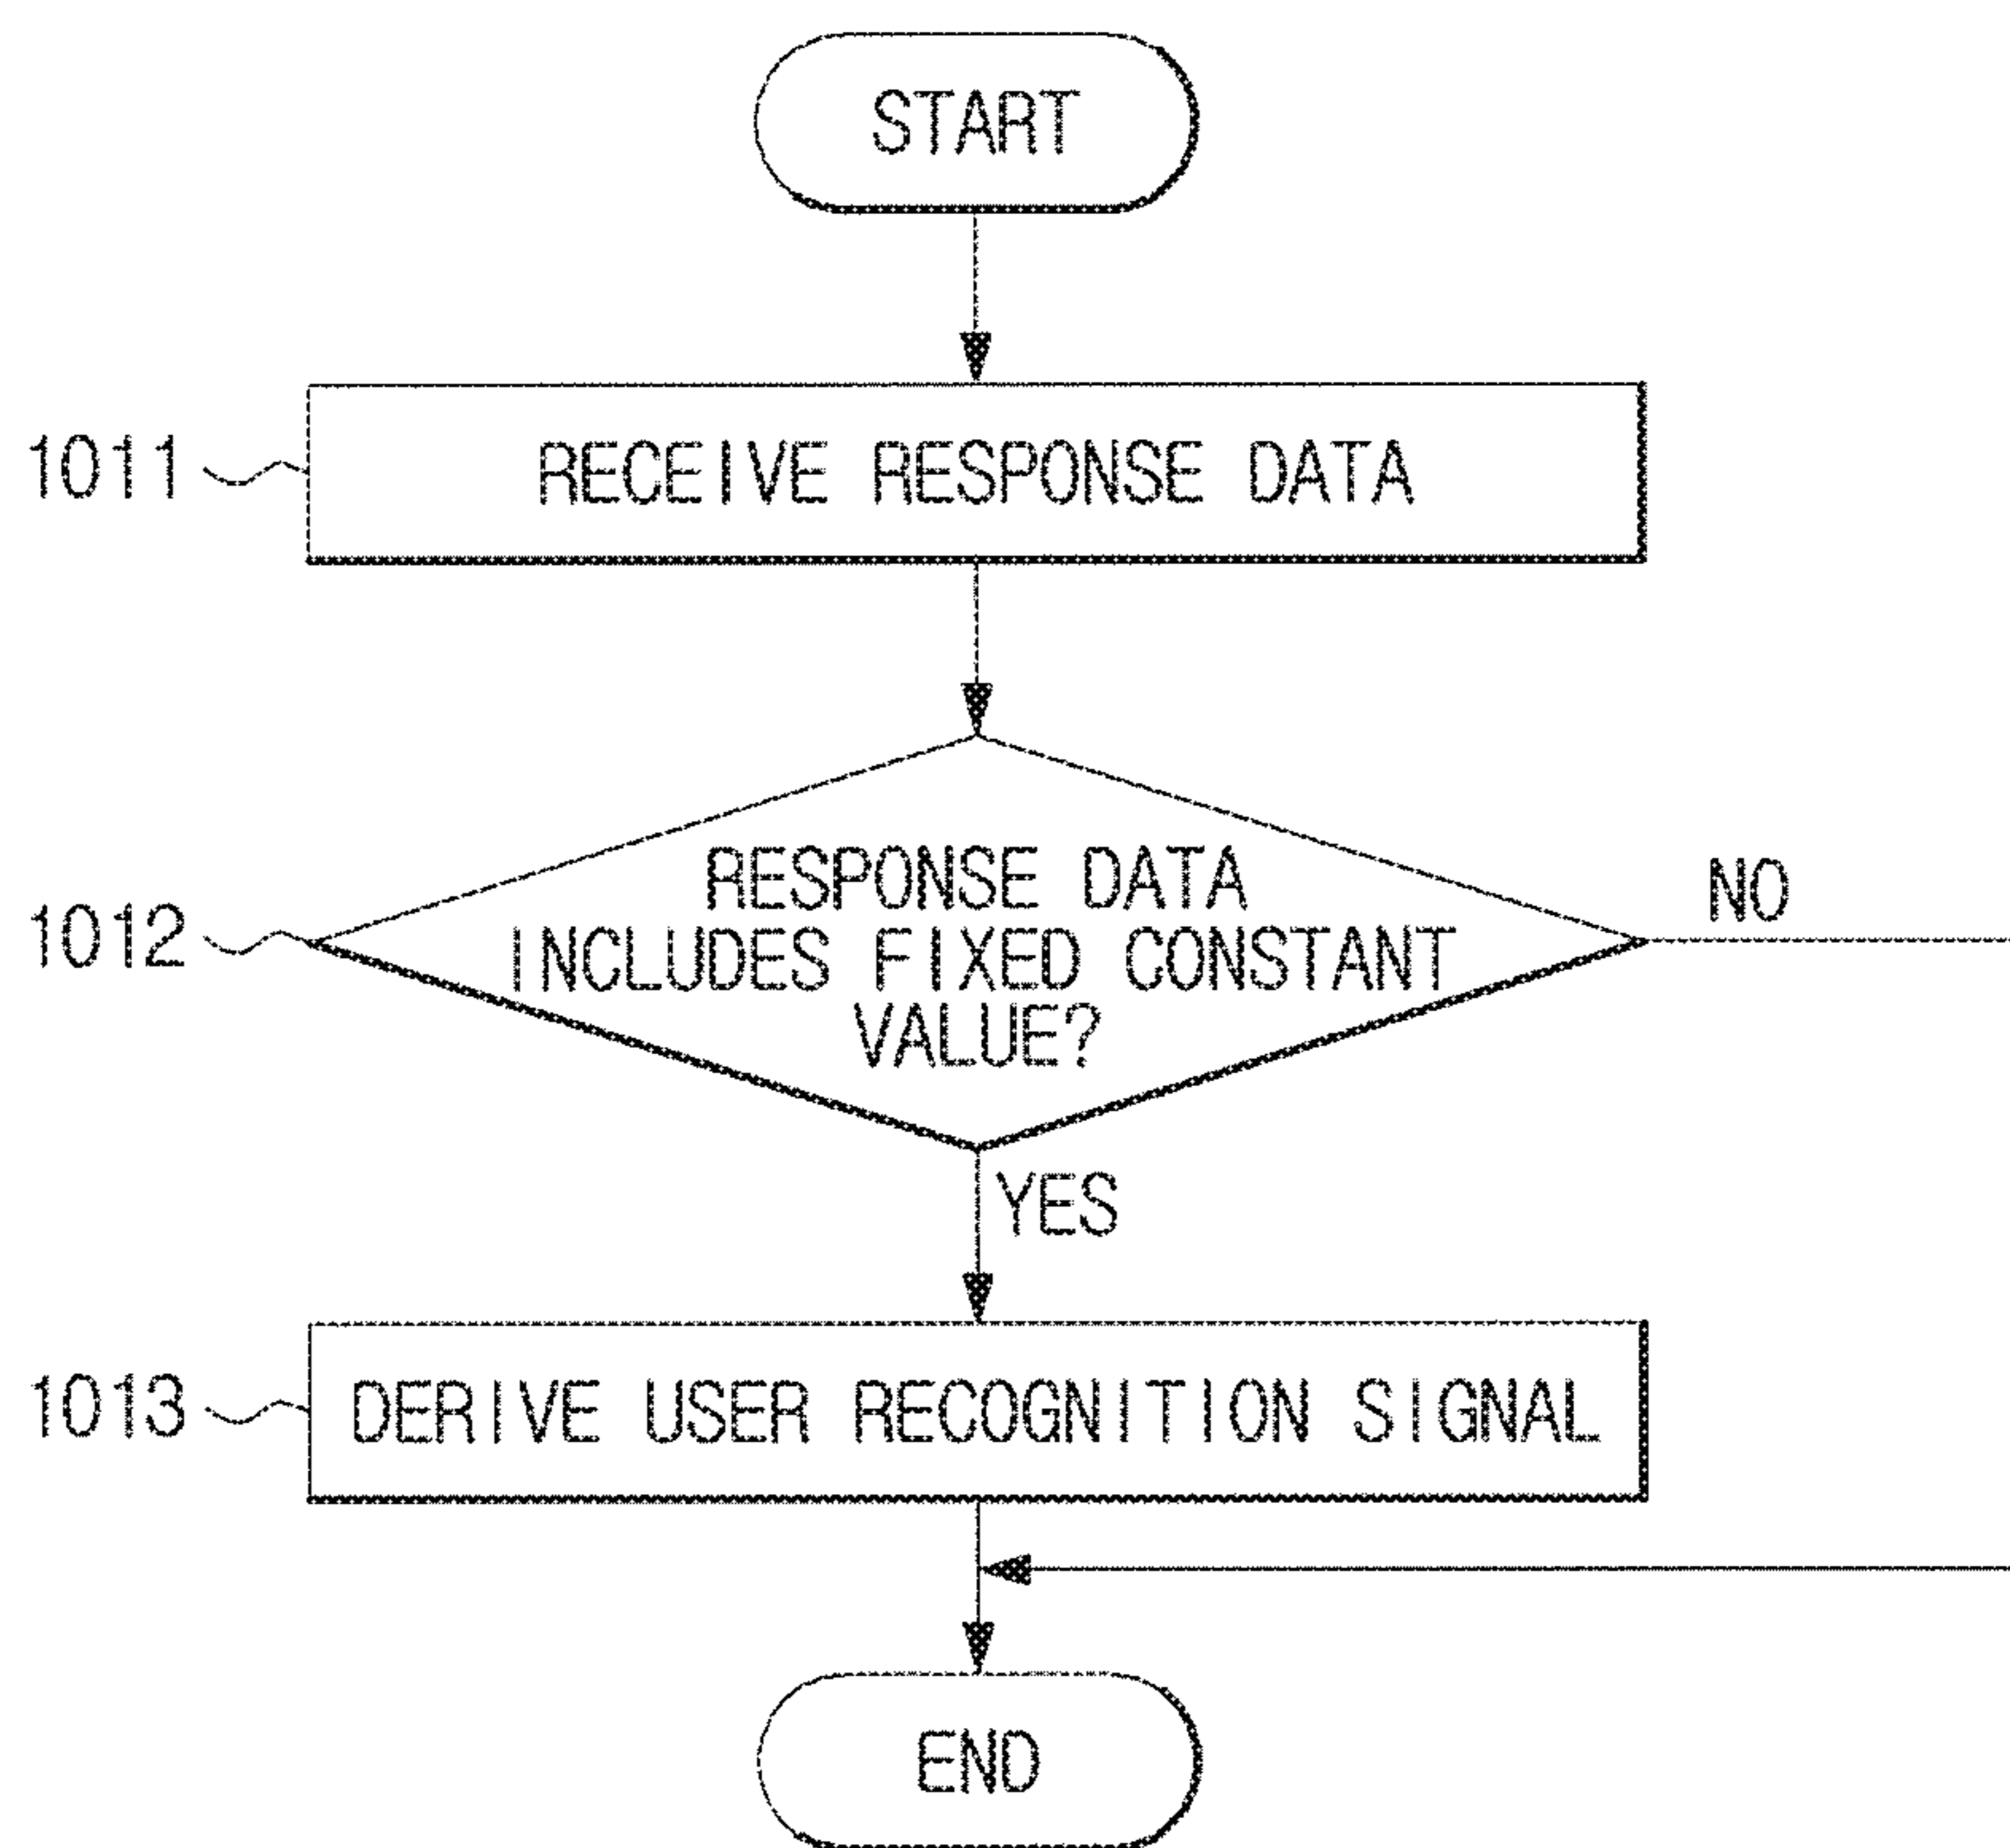 START
1011
RECEIVE RESPONSE DATA
RESPONSE DATA
1012
INCLUDES FIXED CONSTANT
VALUE?
NO
YES
1013
DERIVE USER RECOGNITION SIGNAL
END